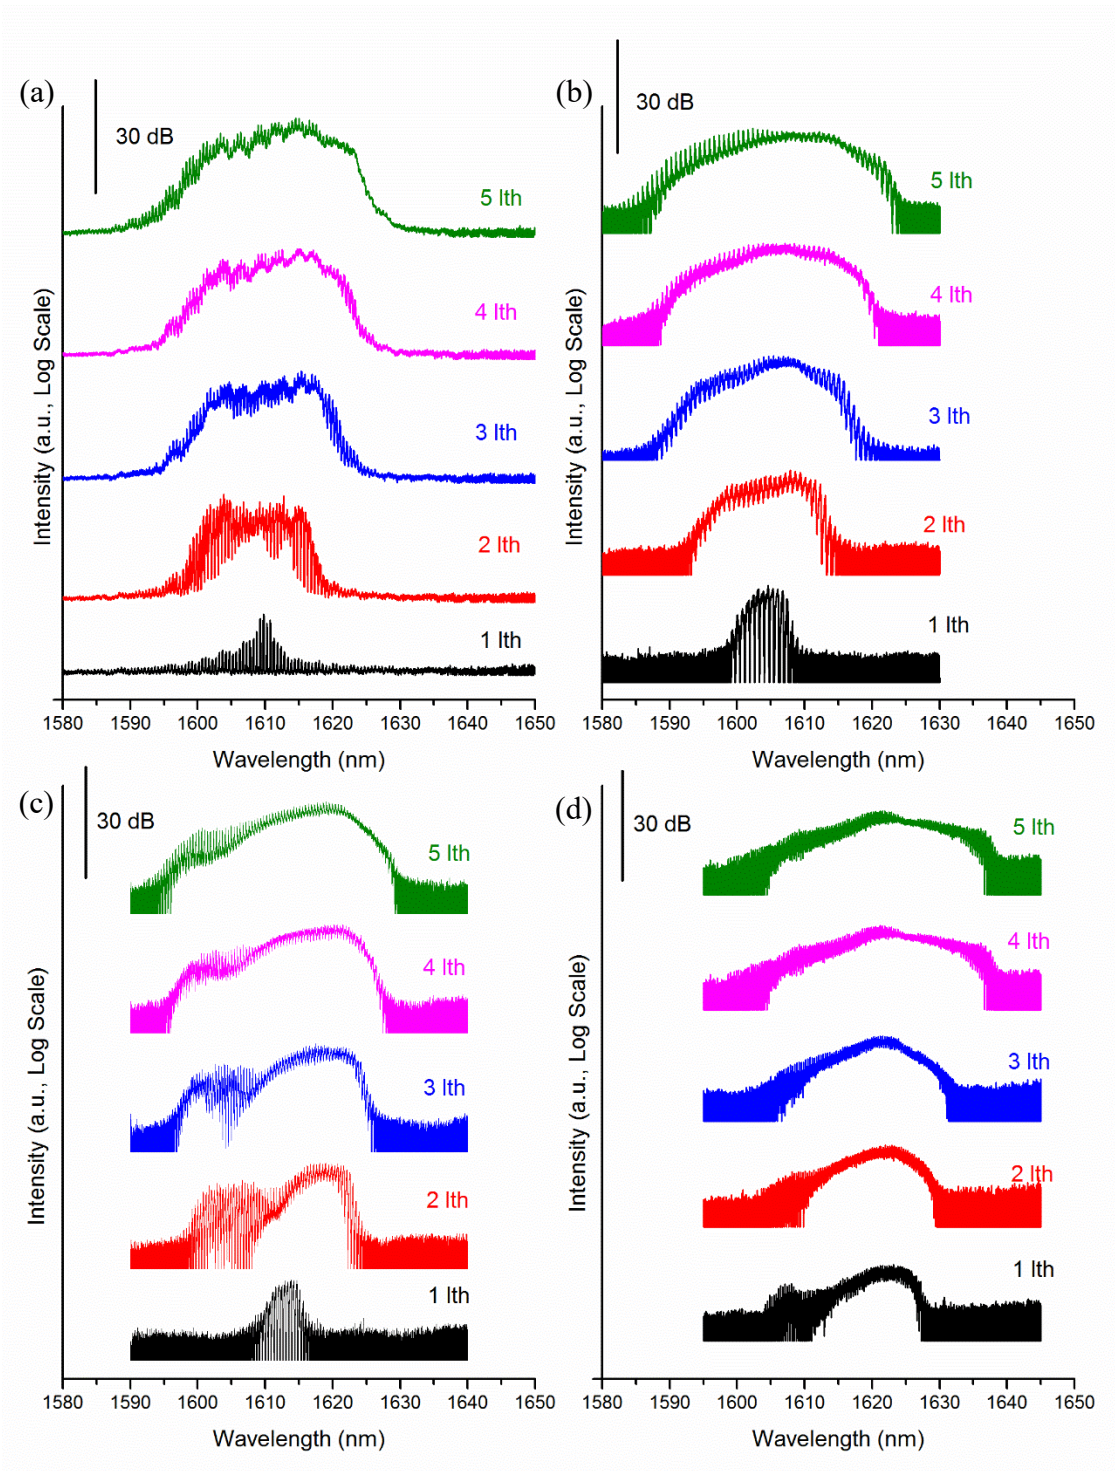 (a)
30 dB
5 Ith
4 Ith
3 Ith
2 Ith
1 Ith
Intensity (a.u., Log Scale)
1580 1590 1600 1610 1620 1630 1640 1650
Wavelength (nm)
(b)
30 dB
5 Ith
4 Ith
3 Ith
2 Ith
1 Ith
Intensity (a.u., Log Scale)
1580 1590 1600 1610 1620 1630 1640 1650
Wavelength (nm)
(c)
30 dB
5 Ith
4 Ith
3 Ith
2 Ith
1 Ith
Intensity (a.u., Log Scale)
1580 1590 1600 1610 1620 1630 1640 1650
Wavelength (nm)
(d)
30 dB
5 Ith
4 Ith
3 Ith
2 Ith
1 Ith
Intensity (a.u., Log Scale)
1580 1590 1600 1610 1620 1630 1640 1650
Wavelength (nm)